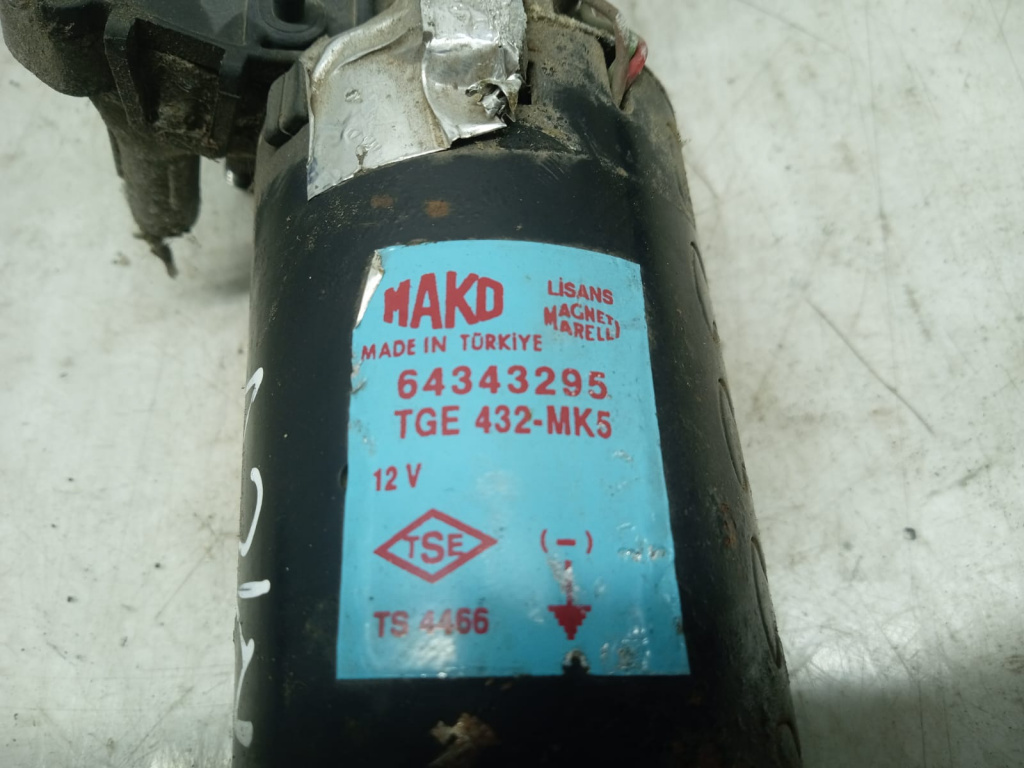 MAKO
LİSANS
MAGNETI
MARELLI
MADE IN TÜRKİYE
64343295
TGE 432-MK5
12 V
TSE
(-)
TS 4466